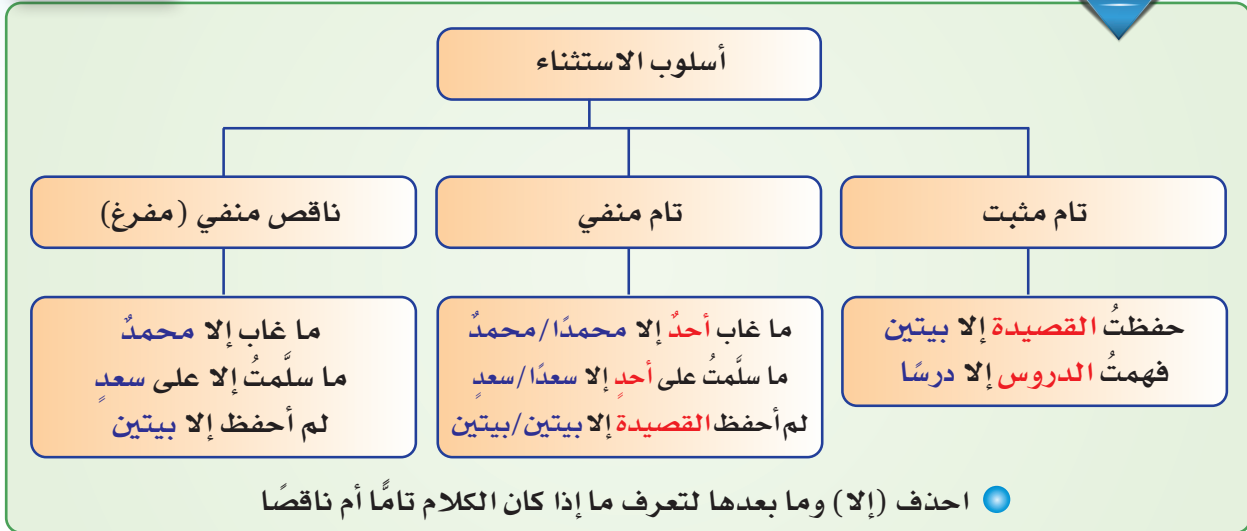 أسلوب الاستثناء
تام مثبت
تام منفي
ناقص منفي (مفرغ)
حفظتُ القصيدة إلا بيتين
فهمتُ الدروس إلا درسًا
ما غاب أحدٌ إلا محمدًا/محمدٌ
ما سلَّمتُ على أحدٍ إلا سعدًا/سعدٍ
لم أحفظ القصيدة إلا بيتين/بيتين
ما غاب إلا محمدٌ
ما سلَّمتُ إلا على سعدٍ
لم أحفظ إلا بيتين
احذف (إلا) وما بعدها لتعرف ما إذا كان الكلام تامًّا أم ناقصًا